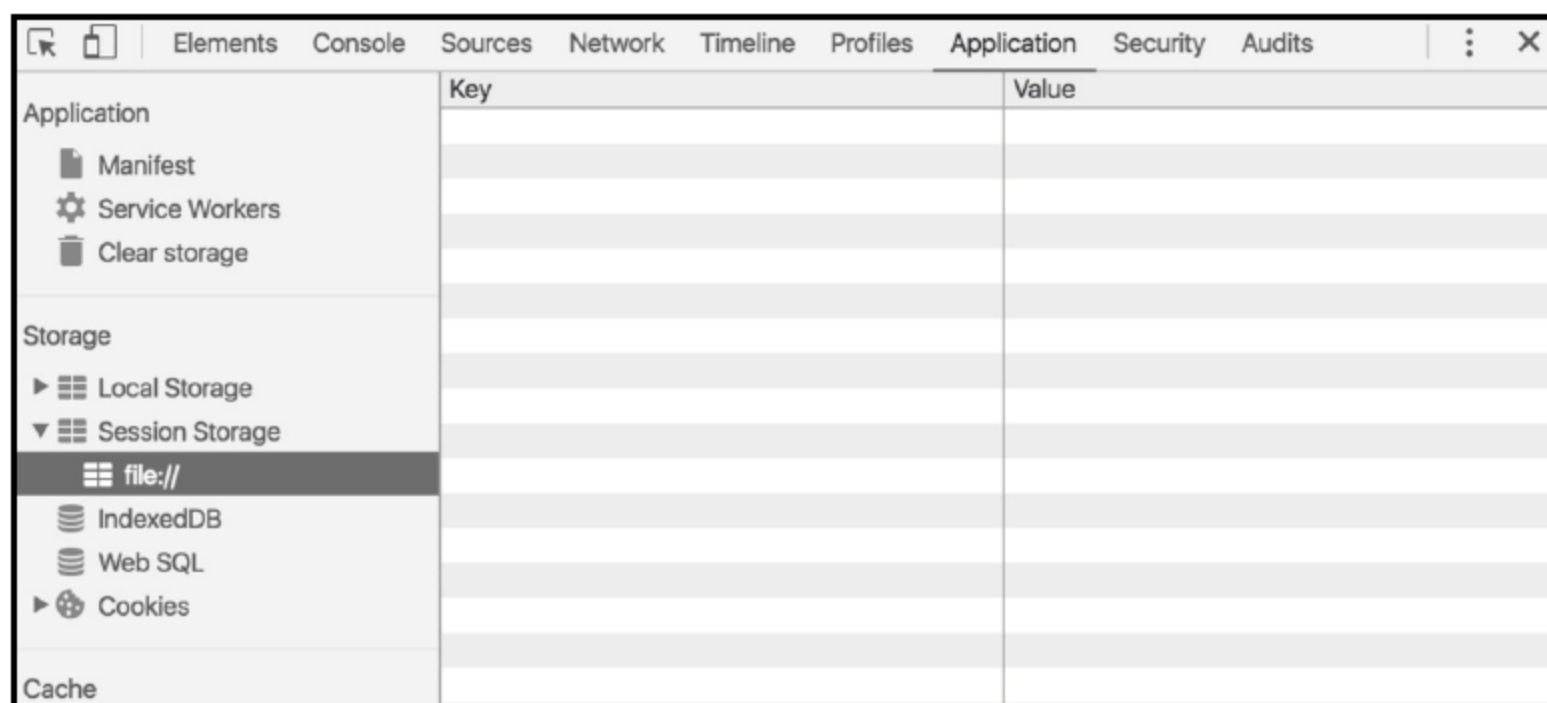 Elements Console Sources Network Timeline Profiles Application Security Audits
Application
Manifest
Service Workers
Clear storage
Storage
Local Storage
Session Storage
file://
IndexedDB
Web SQL
Cookies
Cache
Key Value